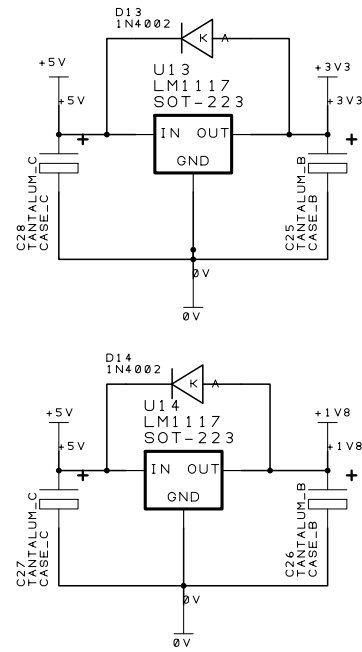 D13
1N4002
K A
+5V
+5V
U13
LM1117
SOT-223
+3V3
+3V3
+
IN OUT
+
GND
C28
TANTALUM_C
CASE_C
C25
TANTALUM_B
CASE_B
0V
0V
D14
1N4002
K A
+5V
+5V
U14
LM1117
SOT-223
+1V8
+1V8
+
IN OUT
+
GND
C27
TANTALUM_C
CASE_C
C26
TANTALUM_B
CASE_B
0V
0V